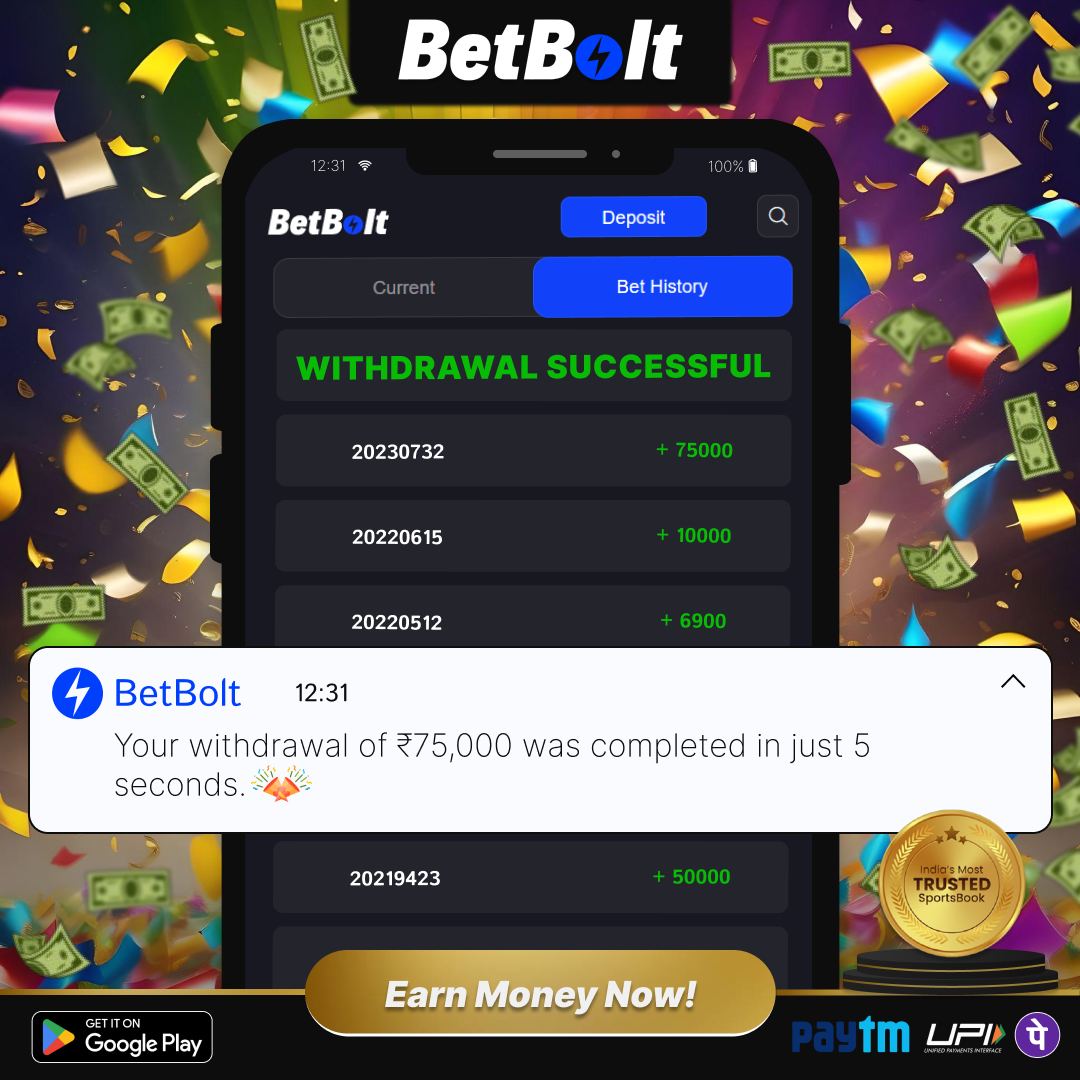 BetBolt
12:31
100%
BetBolt
Deposit
Current
Bet History
WITHDRAWAL SUCCESSFUL
20230732 + 75000
20220615 + 10000
20220512 + 6900
BetBolt 12:31
Your withdrawal of ₹75,000 was completed in just 5
seconds.
20219423 + 50000
India's Most
TRUSTED
SportsBook
Earn Money Now!
GET IT ON
Google Play
paytm
UPI
UNIFIED PAYMENTS INTERFACE
पे